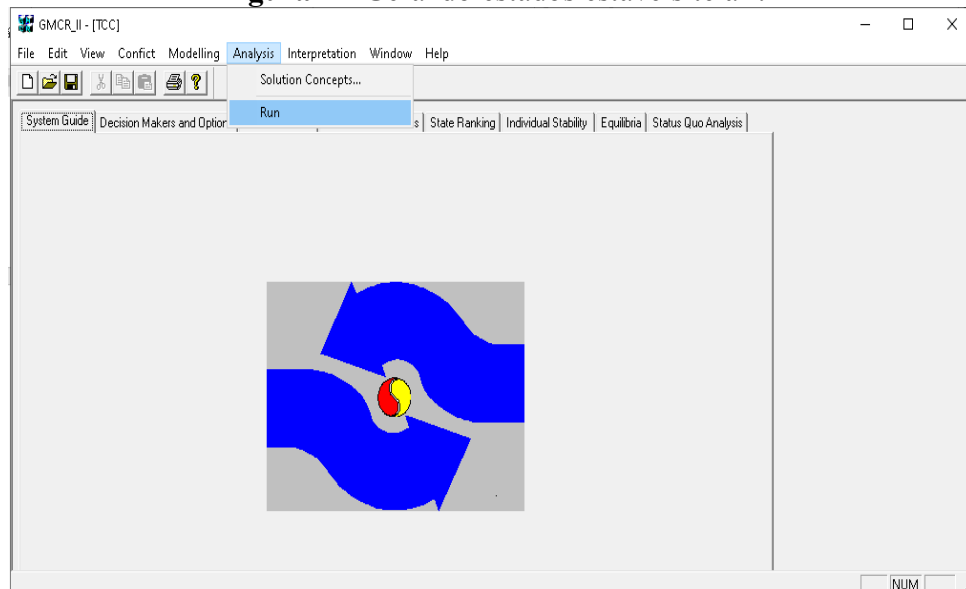 GMCR_II - [TCC]
File Edit View Confict Modelling Analysis Interpretation Window Help
Solution Concepts...
Run
System Guide Decision Makers and Option s State Ranking Individual Stability Equilibria Status Quo Analysis
NUM